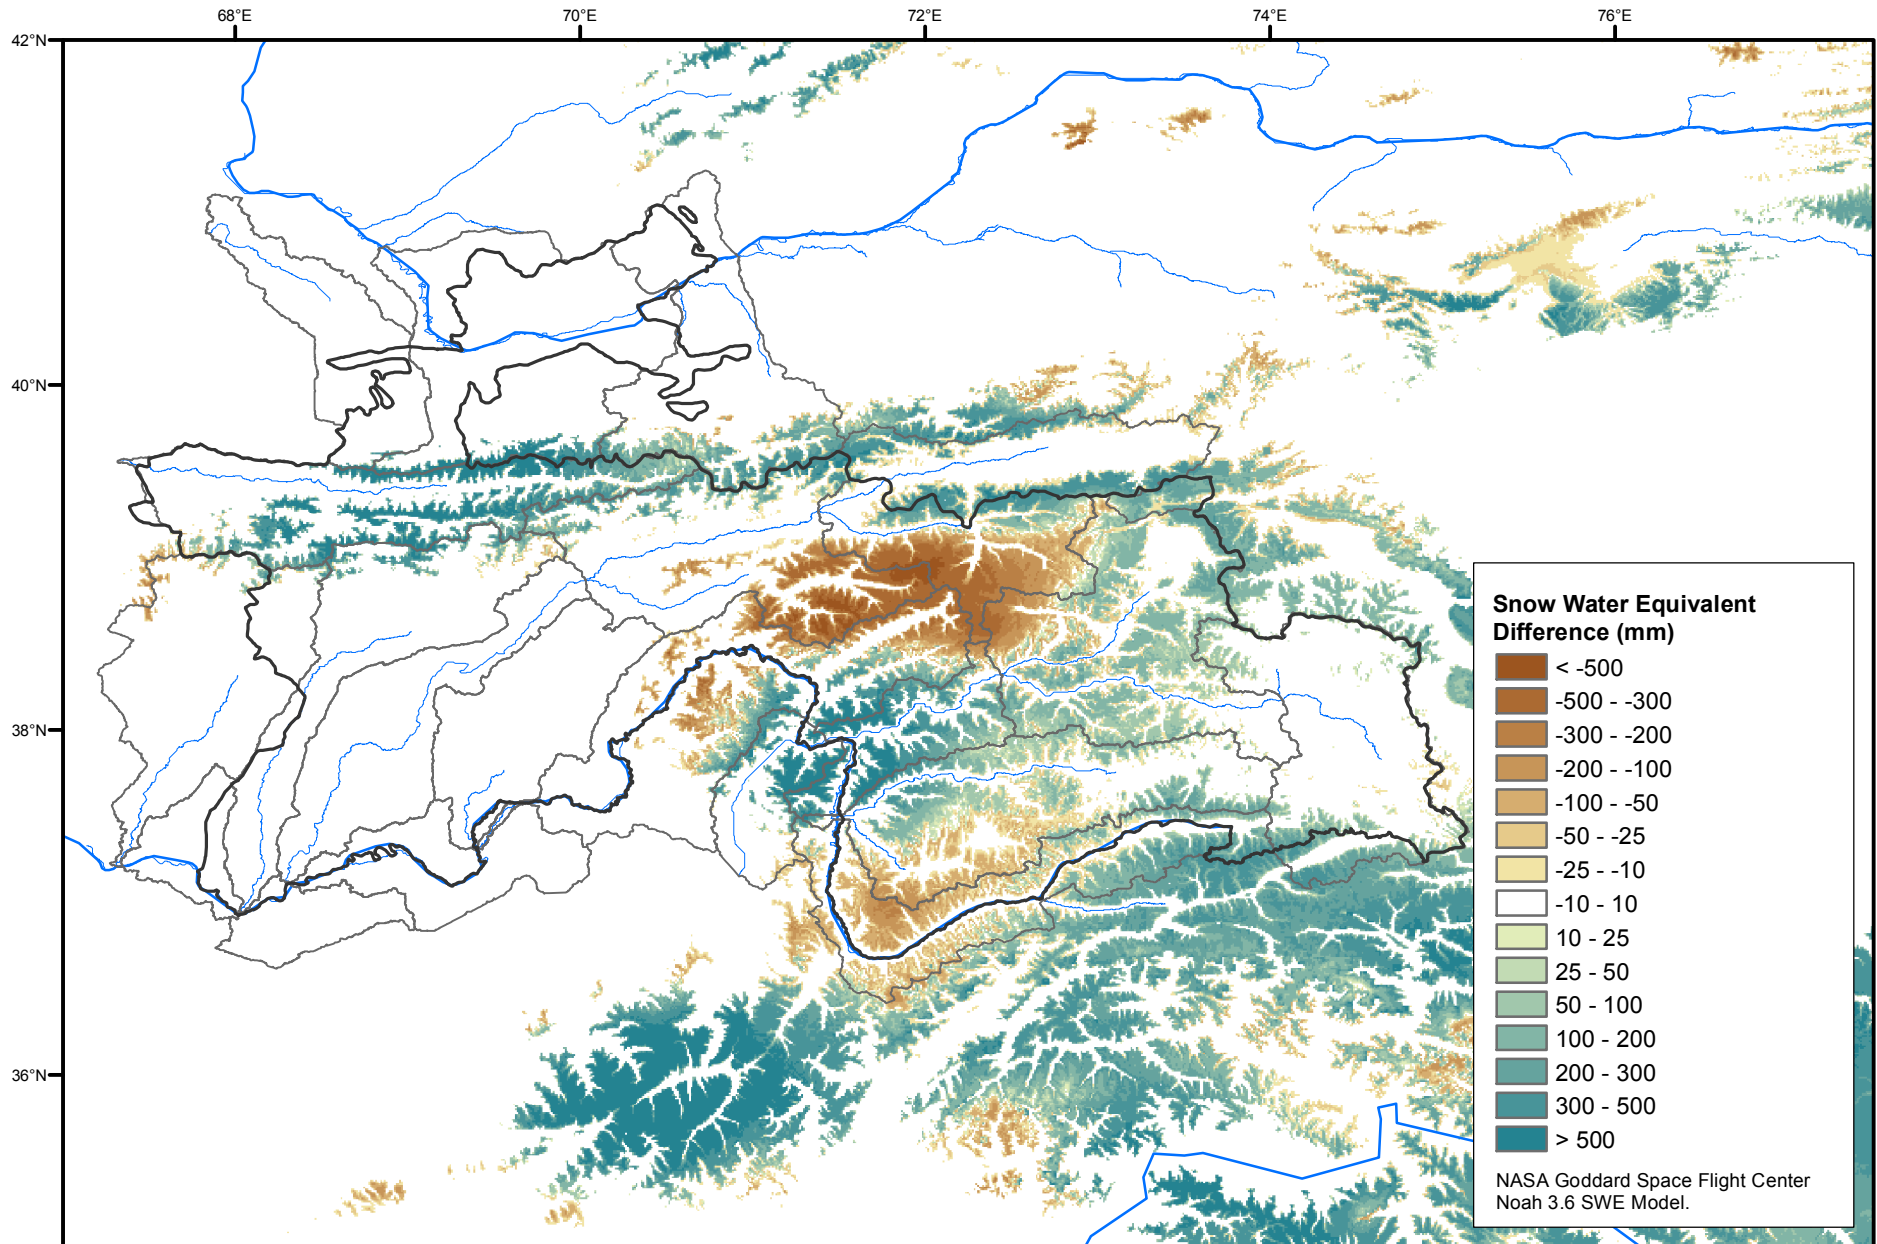 68°E
70°E
72°E
74°E
76°E
42°N
40°N
38°N
36°N
Snow Water Equivalent
Difference (mm)
< -500
-500 - -300
-300 - -200
-200 - -100
-100 - -50
-50 - -25
-25 - -10
-10 - 10
10 - 25
25 - 50
50 - 100
100 - 200
200 - 300
300 - 500
> 500
NASA Goddard Space Flight Center
Noah 3.6 SWE Model.